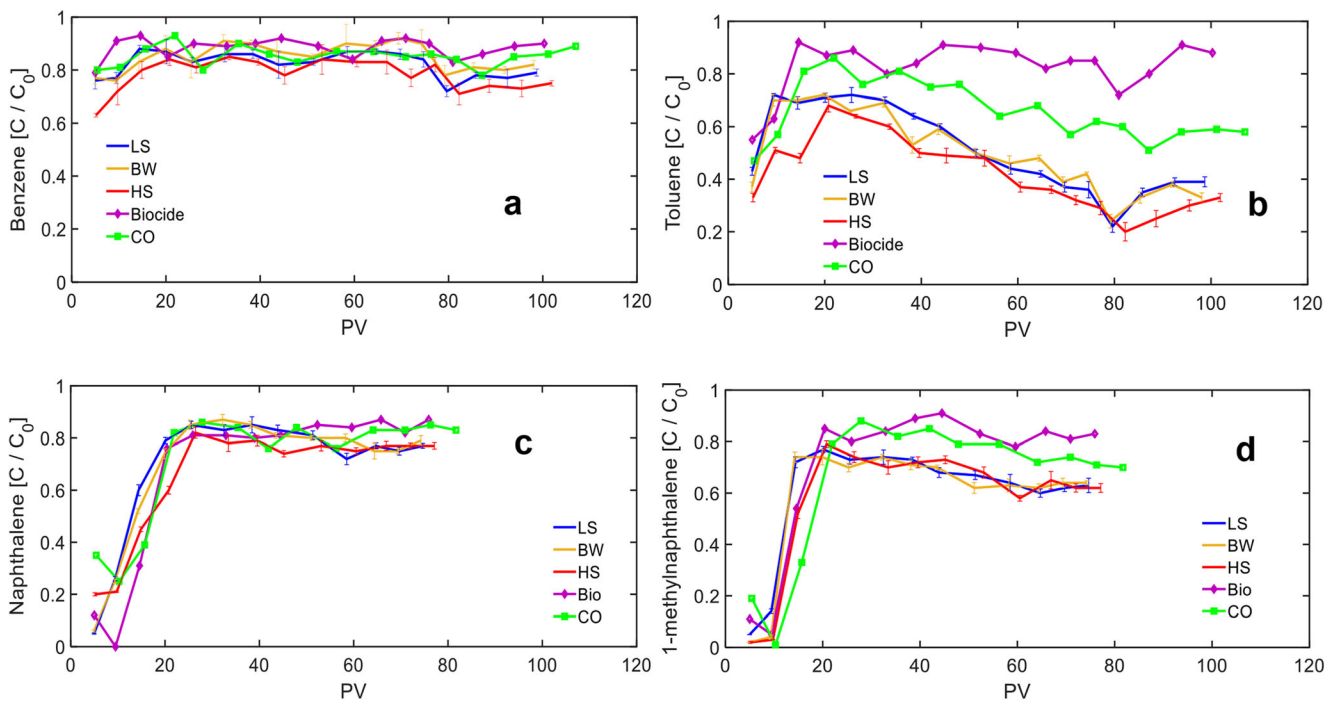 Benzene [C / C0]
1
0.8
0.6
0.4
0.2
0
LS
BW
HS
Biocide
CO
a
0 20 40 60 80 100 120
PV
Toluene [C / C0]
1
0.8
0.6
0.4
0.2
0
LS
BW
HS
Biocide
CO
b
0 20 40 60 80 100 120
PV
Naphthalene [C / C0]
1
0.8
0.6
0.4
0.2
0
c
LS
BW
HS
Bio
CO
0 20 40 60 80 100 120
PV
1-methylnaphthalene [C / C0]
1
0.8
0.6
0.4
0.2
0
d
LS
BW
HS
Bio
CO
0 20 40 60 80 100 120
PV